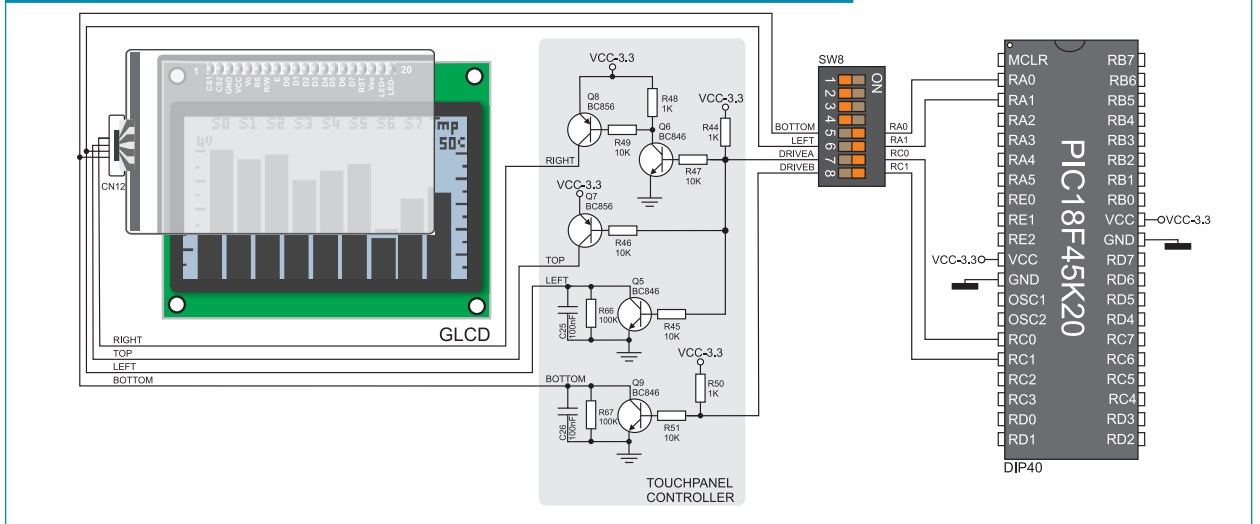 1
20
CS1
CS2
GND
VCC
Vo
RS
R/W
E
D0
D1
D2
D3
D4
D5
D6
D7
RST
Vee
LED+
LED-
S0 S1 S2 S3 S4 S5 S6 S7 Tmp
4V
50C
CN12
GLCD
RIGHT
TOP
LEFT
BOTTOM
VCC-3.3
Q8
BC856
R48
1K
VCC-3.3
R44
1K
Q6
BC846
R49
10K
R47
10K
RIGHT
VCC-3.3
Q7
BC856
R46
10K
TOP
LEFT
Q5
BC846
C25
100nF
R66
100K
R45
10K
VCC-3.3
R50
1K
BOTTOM
Q9
BC846
C26
100nF
R67
100K
R51
10K
TOUCHPANEL
CONTROLLER
SW8
ON
1
2
3
4
5
6
7
8
BOTTOM
LEFT
DRIVEA
DRIVEB
RA0
RA1
RC0
RC1
MCLR
RA0
RA1
RA2
RA3
RA4
RA5
RE0
RE1
RE2
VCC
GND
OSC1
OSC2
RC0
RC1
RC2
RC3
RD0
RD1
PIC18F45K20
RB7
RB6
RB5
RB4
RB3
RB2
RB1
RB0
VCC
GND
RD7
RD6
RD5
RD4
RC7
RC6
RC5
RC4
RD3
RD2
VCC-3.3
VCC-3.3
DIP40